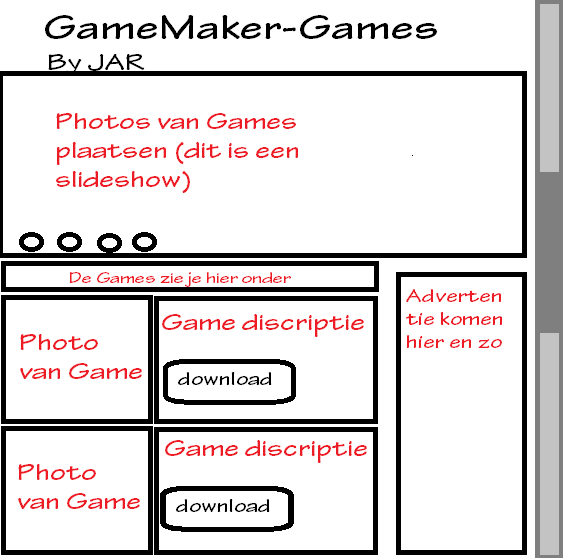 GameMaker-Games
By JAR
Photos van Games
plaatsen (dit is een
slideshow)
De Games zie je hier onder
Photo
van Game
Game discriptie
download
Photo
van Game
Game discriptie
download
Adverten
tie komen
hier en zo